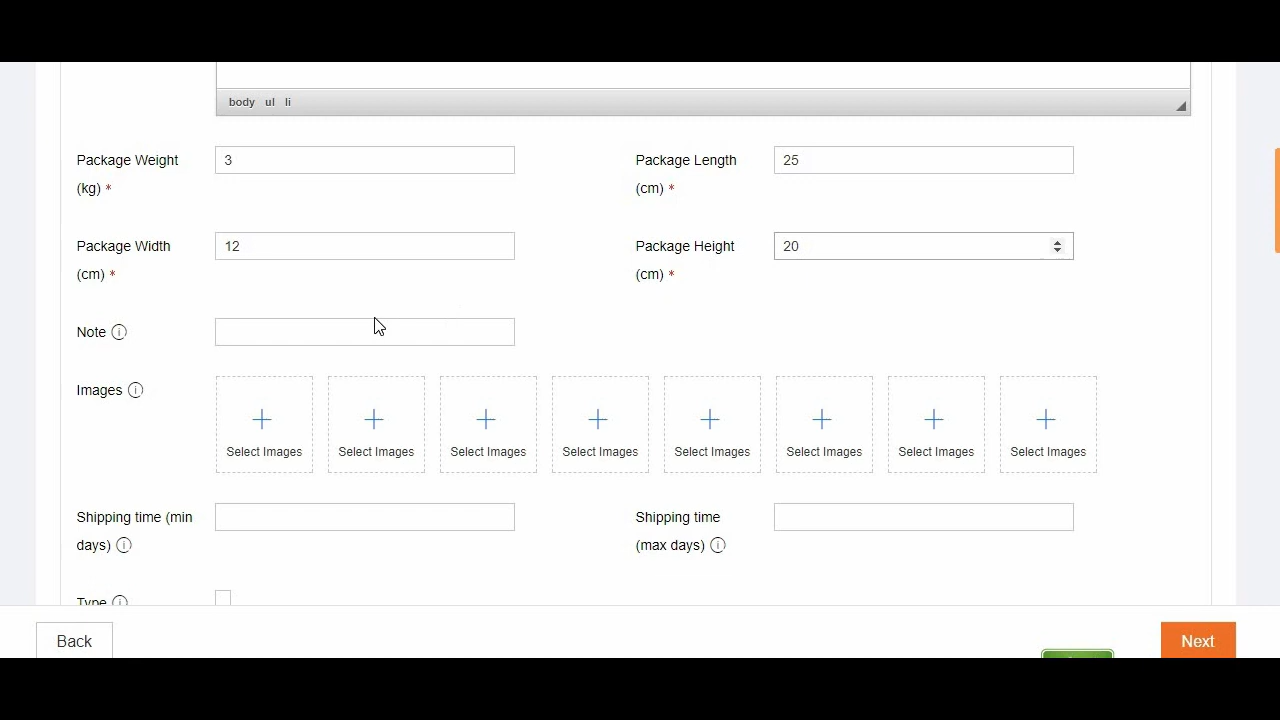 body ul li
Package Weight (kg) * 3
Package Length (cm) * 25
Package Width (cm) * 12
Package Height (cm) * 20
Note
Images
Select Images Select Images Select Images Select Images Select Images Select Images Select Images Select Images
Shipping time (min days)
Shipping time (max days)
Type
Back
Next